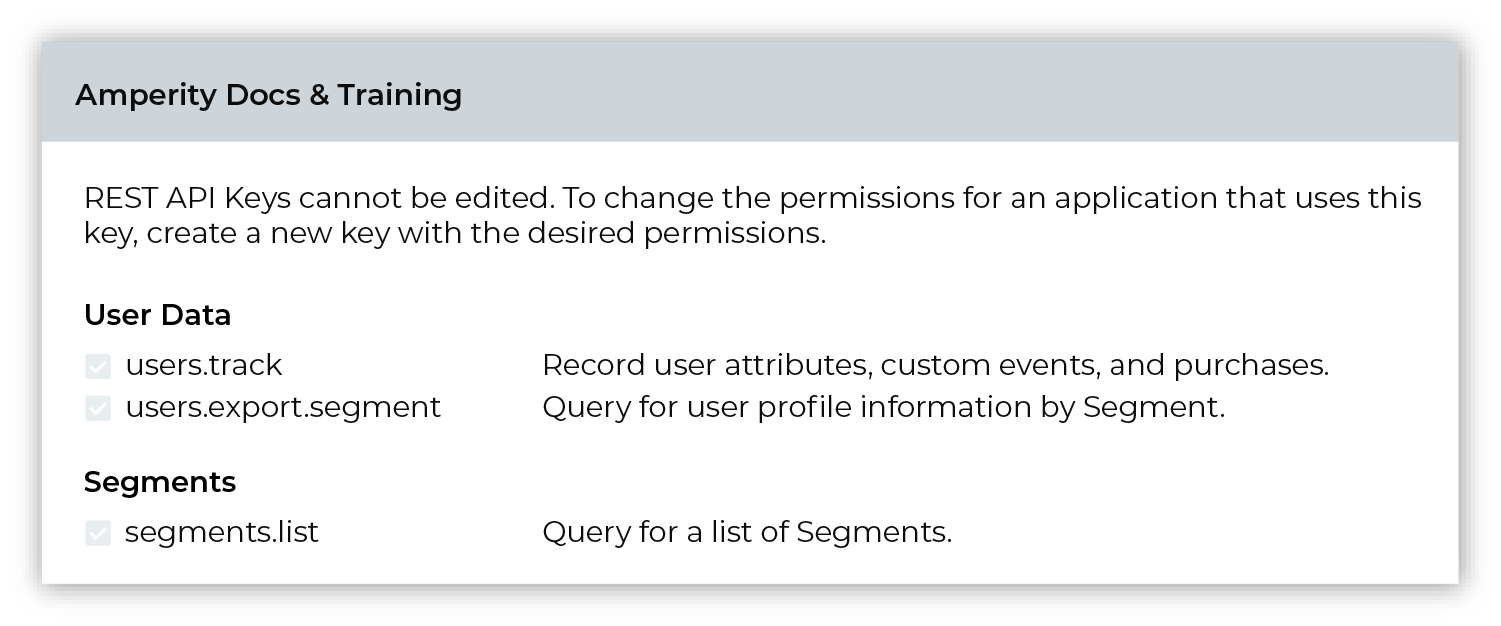 Amperity Docs & Training
REST API Keys cannot be edited. To change the permissions for an application that uses this
key, create a new key with the desired permissions.
User Data
users.track Record user attributes, custom events, and purchases.
users.export.segment Query for user profile information by Segment.
Segments
segments.list Query for a list of Segments.